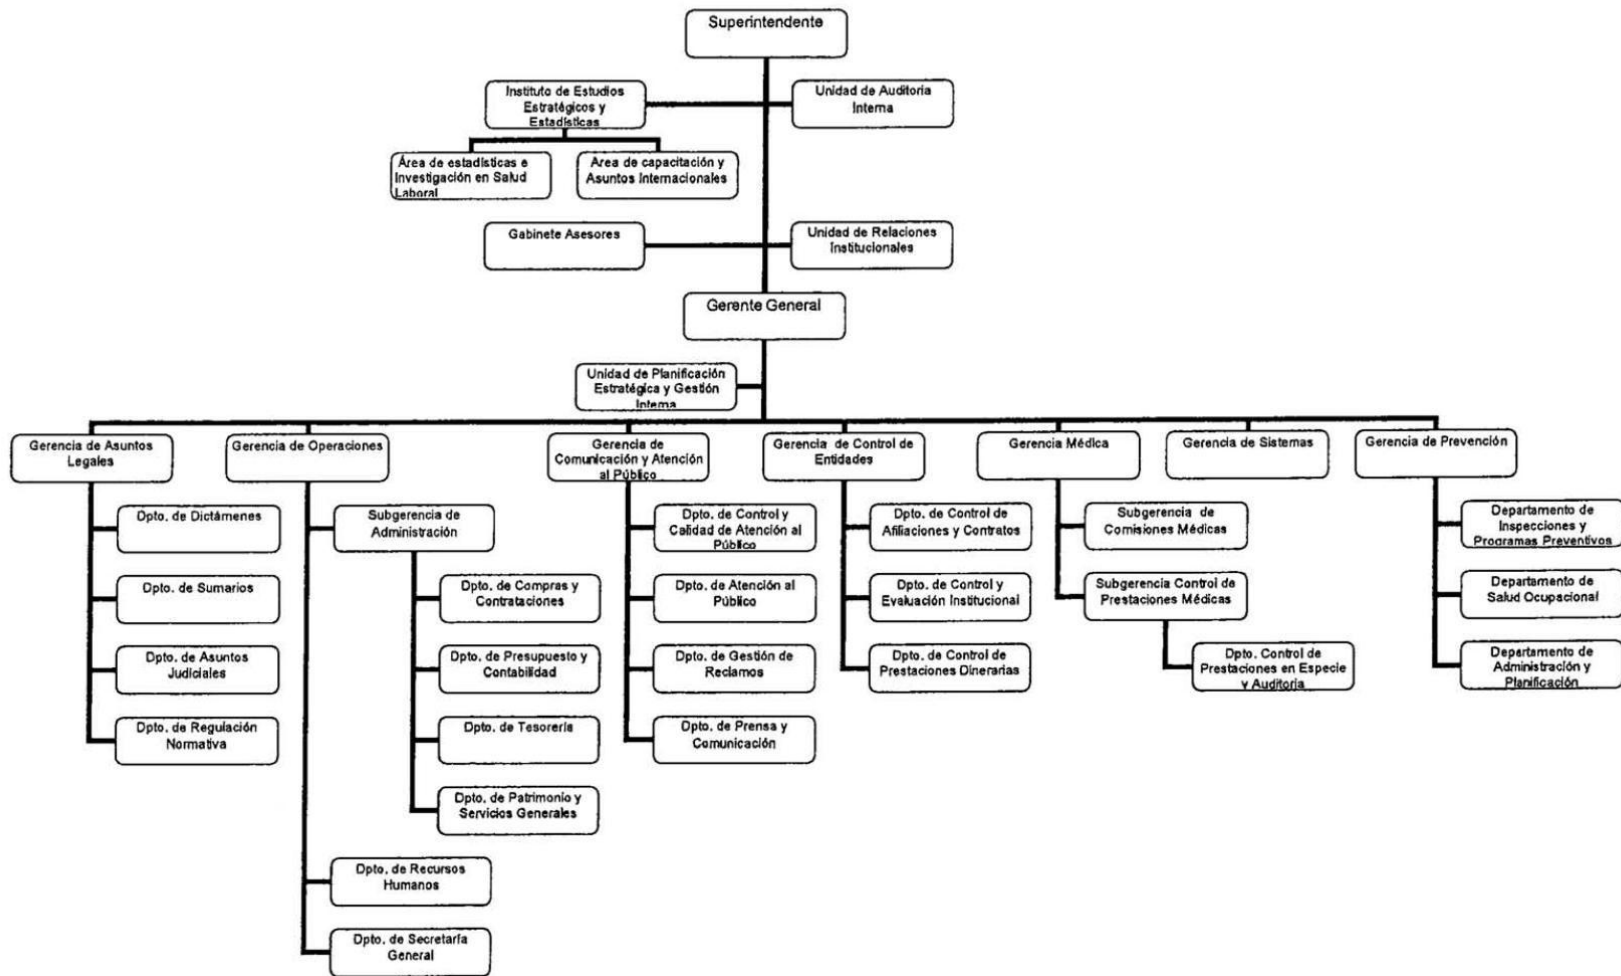 Superintendente
Instituto de Estudios
Estratégicos y
Estadísticas
Unidad de Auditoría
Interna
Área de estadísticas e
Investigación en Salud
Laboral
Area de capacitación y
Asuntos Internacionales
Gabinete Asesores
Unidad de Relaciones
Institucionales
Gerente General
Unidad de Planificación
Estratégica y Gestión
Interna
Gerencia de Asuntos
Legales
Gerencia de Operaciones
Gerencia de
Comunicación y Atención
al Público
Gerencia de Control de
Entidades
Gerencia Médica
Gerencia de Sistemas
Gerencia de Prevención
Dpto. de Dictámenes
Dpto. de Sumarios
Dpto. de Asuntos
Judiciales
Dpto. de Regulación
Normativa
Subgerencia de
Administración
Dpto. de Compras y
Contrataciones
Dpto. de Presupuesto y
Contabilidad
Dpto. de Tesorería
Dpto. de Patrimonio y
Servicios Generales
Dpto. de Recursos
Humanos
Dpto. de Secretaría
General
Dpto. de Control y
Calidad de Atención al
Público
Dpto. de Atención al
Público
Dpto. de Gestión de
Reclamos
Dpto. de Prensa y
Comunicación
Dpto. de Control de
Afiliaciones y Contratos
Dpto. de Control y
Evaluación Institucional
Dpto. de Control de
Prestaciones Dinerarias
Subgerencia de
Comisiones Médicas
Subgerencia Control de
Prestaciones Médicas
Dpto. Control de
Prestaciones en Especie
y Auditoría
Departamento de
Inspecciones y
Programas Preventivos
Departamento de
Salud Ocupacional
Departamento de
Administración y
Planificación